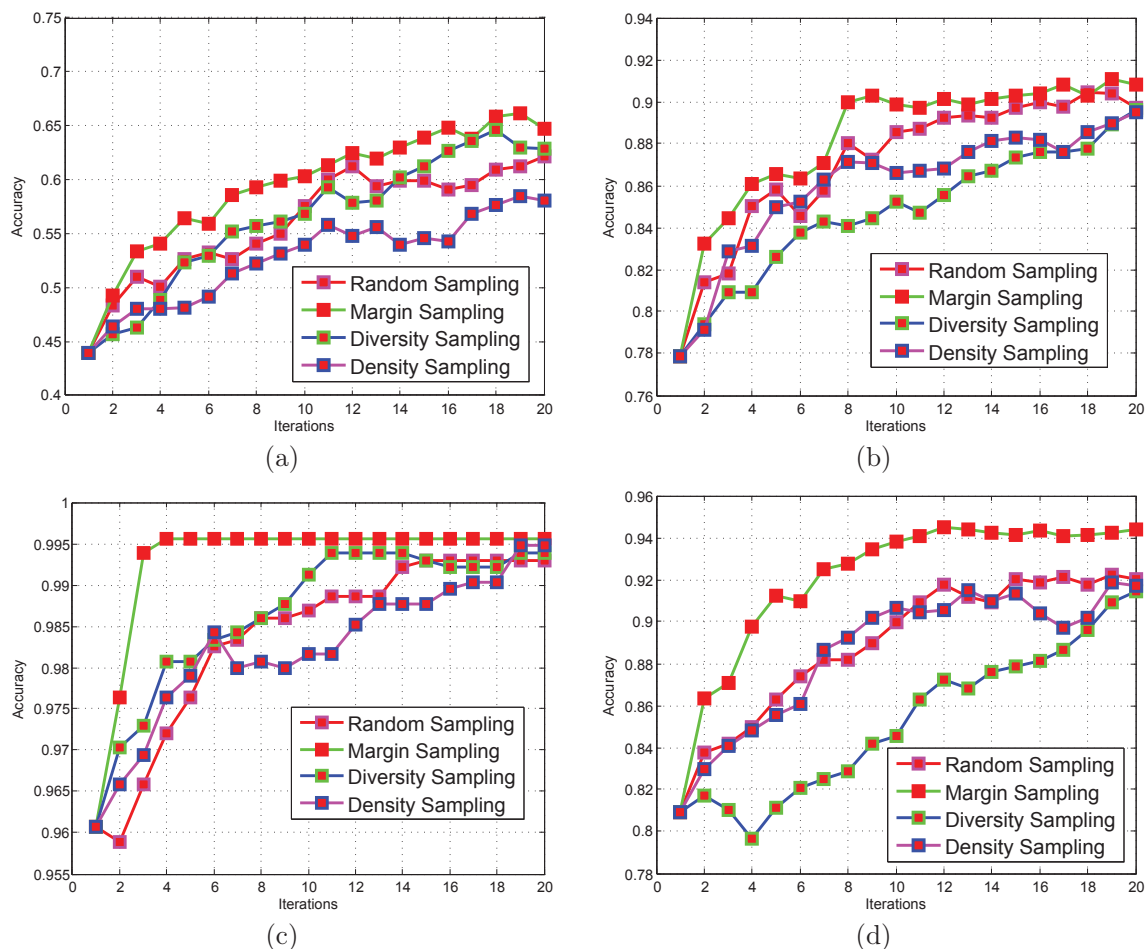 0.75
0.7
0.65
0.6
0.55
0.5
0.45
0.4
Accuracy
0 2 4 6 8 10 12 14 16 18 20
Iterations
Random Sampling
Margin Sampling
Diversity Sampling
Density Sampling
(a)
0.94
0.92
0.9
0.88
0.86
0.84
0.82
0.8
0.78
0.76
Accuracy
0 2 4 6 8 10 12 14 16 18 20
Iterations
Random Sampling
Margin Sampling
Diversity Sampling
Density Sampling
(b)
1
0.995
0.99
0.985
0.98
0.975
0.97
0.965
0.96
0.955
Accuracy
0 2 4 6 8 10 12 14 16 18 20
Iterations
Random Sampling
Margin Sampling
Diversity Sampling
Density Sampling
(c)
0.96
0.94
0.92
0.9
0.88
0.86
0.84
0.82
0.8
0.78
Accuracy
0 2 4 6 8 10 12 14 16 18 20
Iterations
Random Sampling
Margin Sampling
Diversity Sampling
Density Sampling
(d)